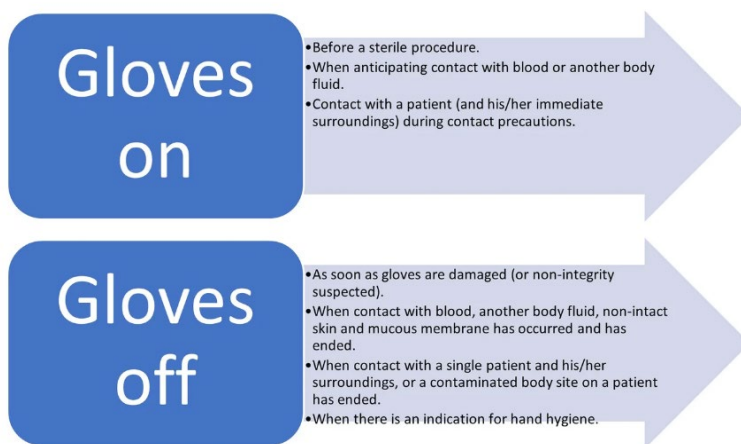 Gloves
on
•Before a sterile procedure.
•When anticipating contact with blood or another body
fluid.
•Contact with a patient (and his/her immediate
surroundings) during contact precautions.
Gloves
off
•As soon as gloves are damaged (or non-integrity
suspected).
•When contact with blood, another body fluid, non-intact
skin and mucous membrane has occurred and has
ended.
•When contact with a single patient and his/her
surroundings, or a contaminated body site on a patient
has ended.
•When there is an indication for hand hygiene.